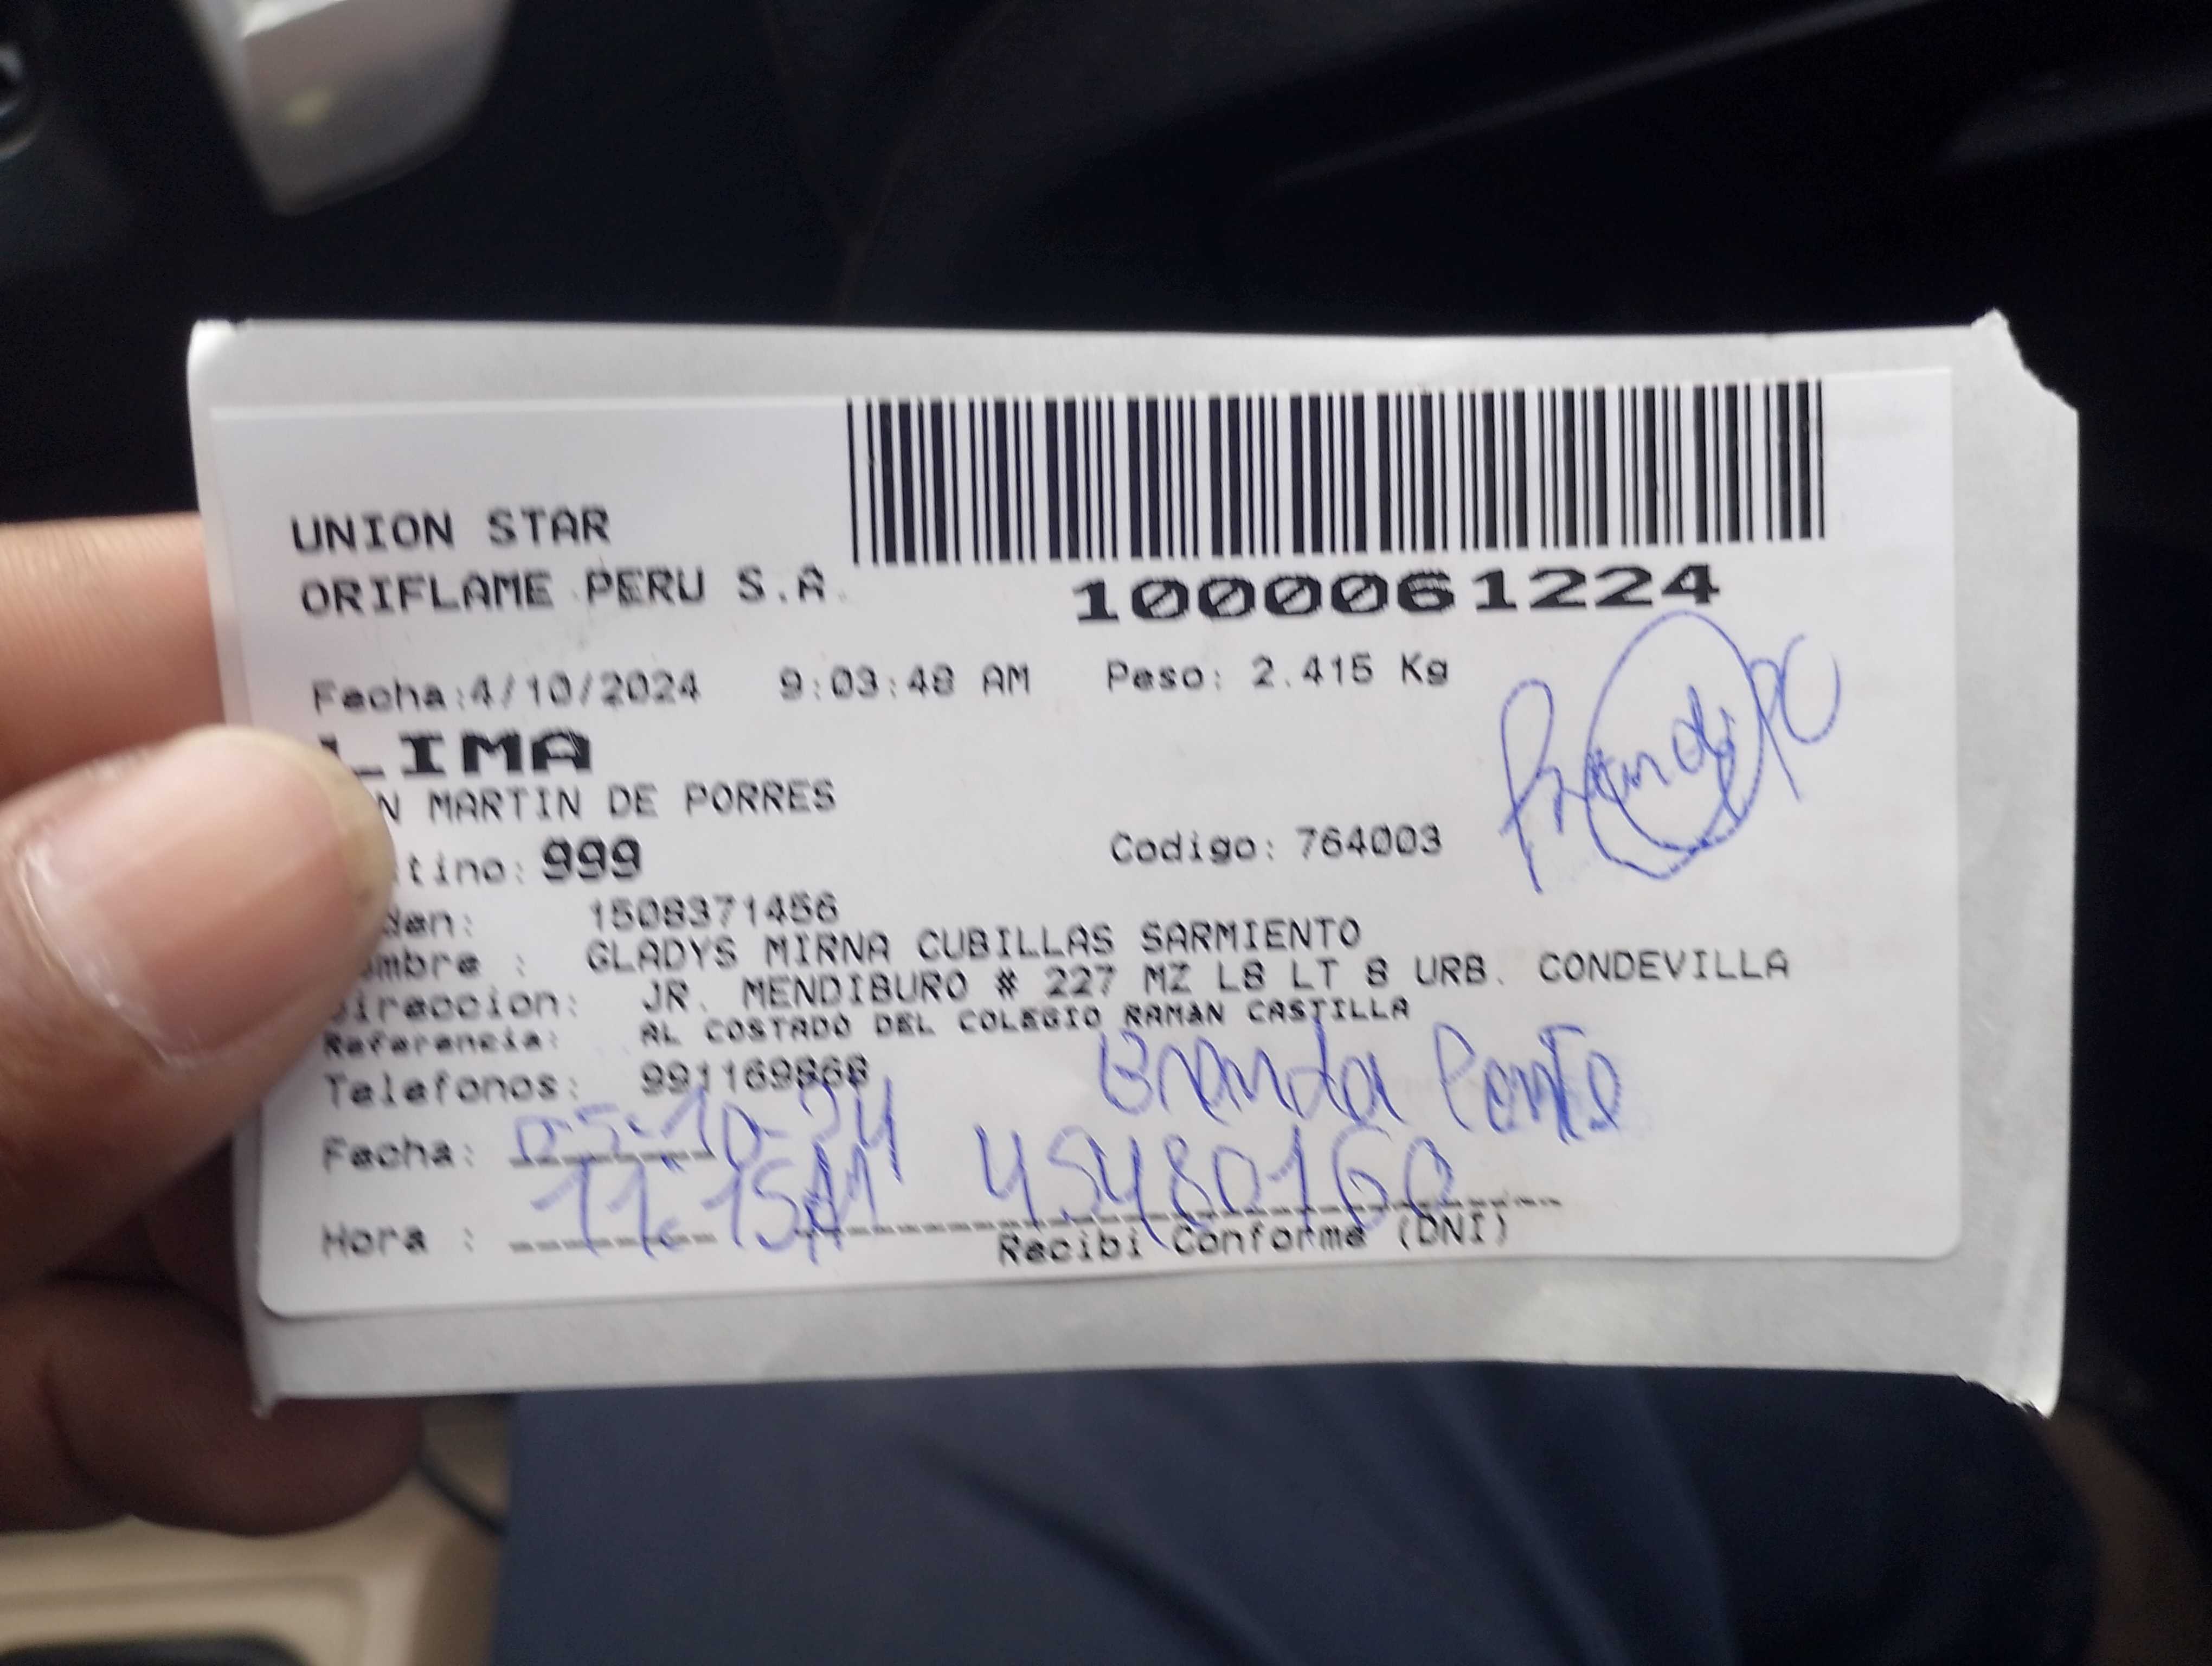 UNION STAR
ORIFLAME PERU S.A.
1000061224
Fecha:4/10/2024 9:03:48 AM Peso: 2.415 Kg
LIMA
N MARTIN DE PORRES
tino: 999 Codigo: 764003
den: 1508371456
ombre : GLADYS MIRNA CUBILLAS SARMIENTO
Direccion: JR. MENDIBURO # 227 MZ L8 LT 8 URB. CONDEVILLA
Referencia: AL COSTADO DEL COLEGIO RAMAN CASTILLA
Telefonos: 991169868
Brenda Ponte
Fecha: 05-10-24
45480160
Hora : 11:15AM
Recibi Conforme (DNI)